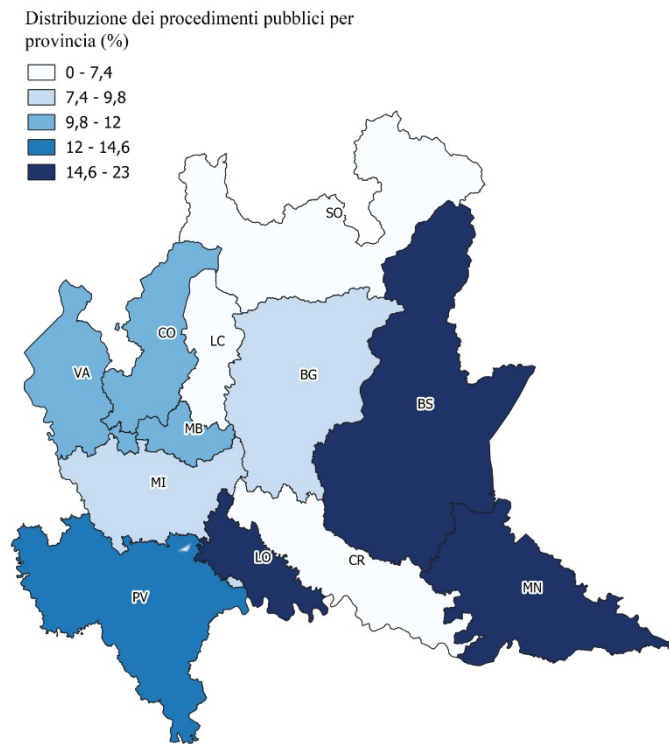 Distribuzione dei procedimenti pubblici per
provincia (%)
0 - 7,4
7,4 - 9,8
9,8 - 12
12 - 14,6
14,6 - 23
SO
CO
LC
VA
BG
BS
MB
MI
LO
CR
MN
PV